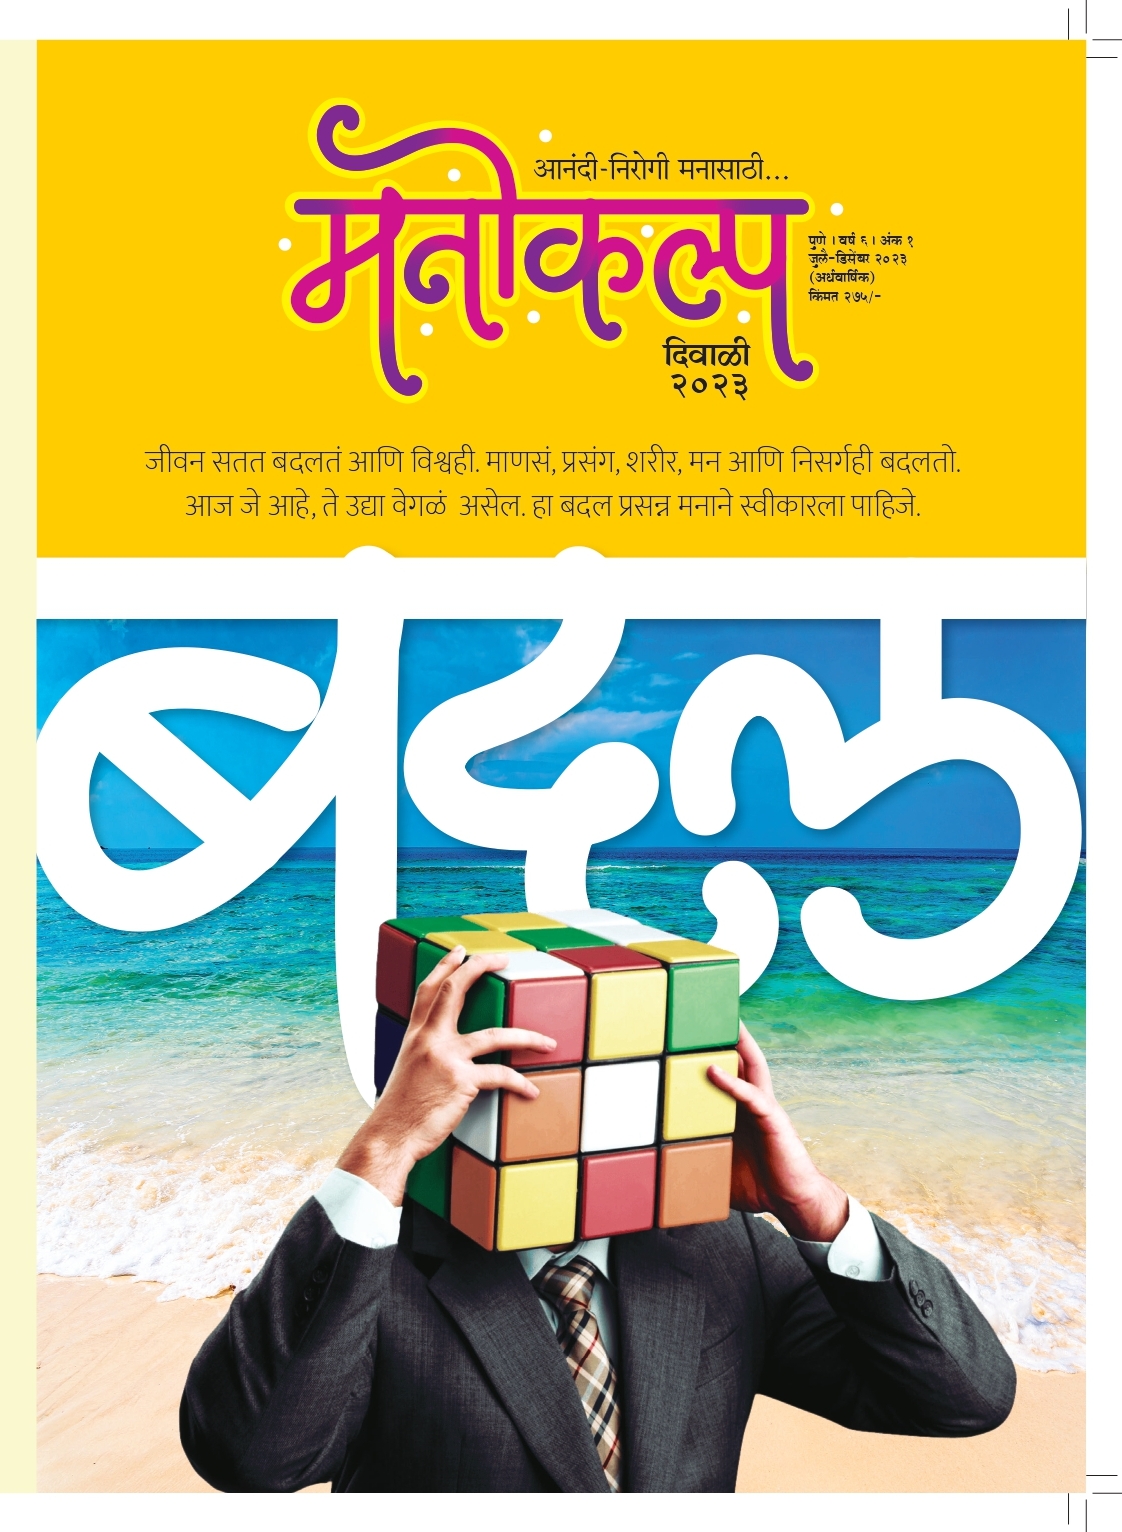 आनंदी-निरोगी मनासाठी...
मनोकल्प
पुणे । वर्ष ६ । अंक १
जुलै-डिसेंबर २०२३
(अर्धवार्षिक)
किंमत २७५/-
दिवाळी
२०२३
जीवन सतत बदलतं आणि विश्वही. माणसं, प्रसंग, शरीर, मन आणि निसर्गही बदलतो.
आज जे आहे, ते उद्या वेगळं असेल. हा बदल प्रसन्न मनाने स्वीकारला पाहिजे.
बदल